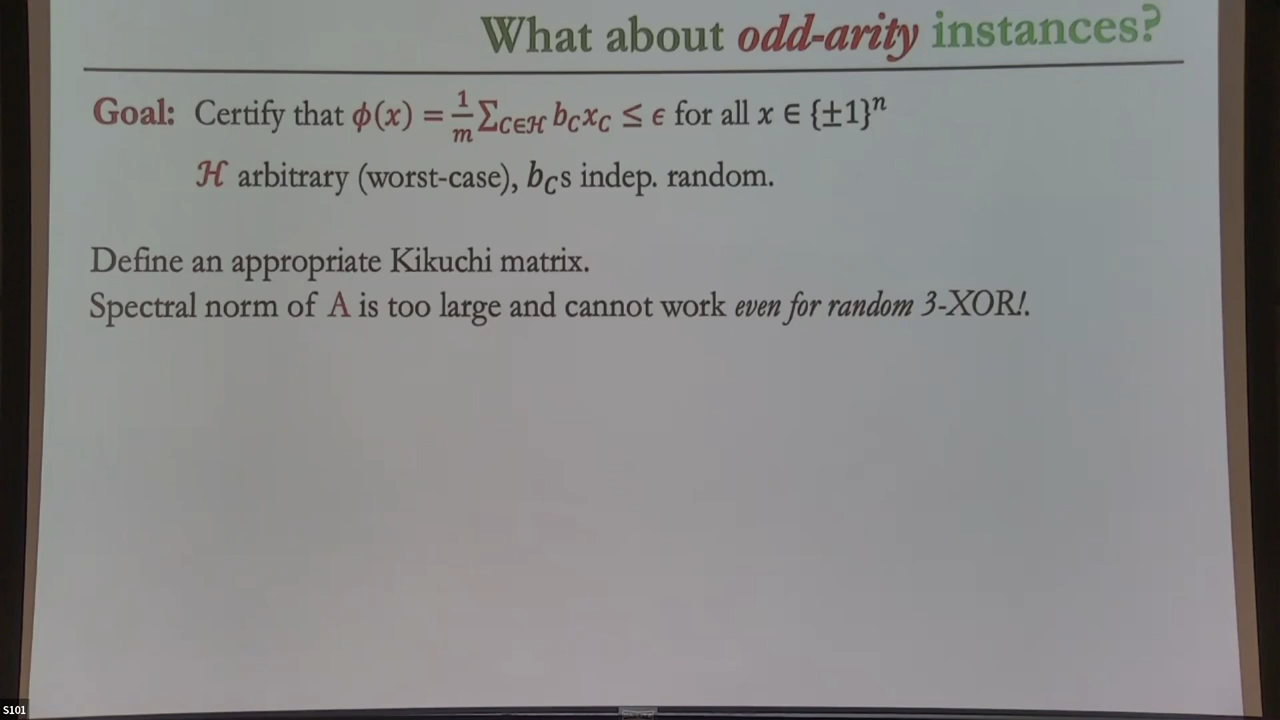 What about odd-arity instances?
Goal: Certify that ϕ(x) = 1/m ∑_{C∈ℋ} b_C x_C ≤ ϵ for all x ∈ {±1}^n
ℋ arbitrary (worst-case), b_Cs indep. random.
Define an appropriate Kikuchi matrix.
Spectral norm of A is too large and cannot work even for random 3-XOR!.
S101